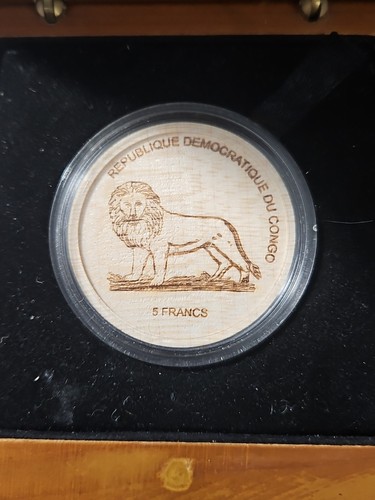 REPUBLIQUE DEMOCRATIQUE DU CONGO
5 FRANCS